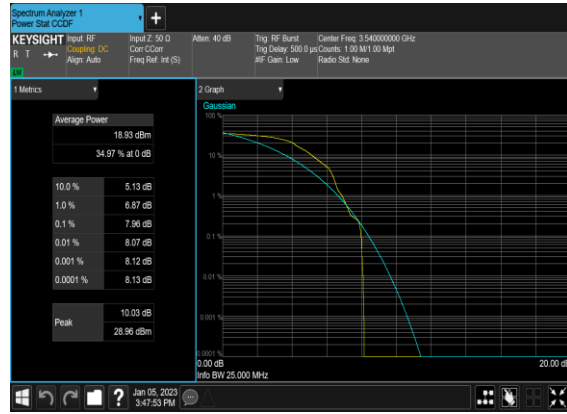 Spectrum Analyzer 1
Power Stat CCDF
KEYSIGHT
R T
Input: RF
Coupling: DC
Align: Auto
Input Z: 50 Ω
Corr CCorr
Freq Ref: Int (S)
Atten: 40 dB
Trig: RF Burst
Trig Delay: 500.0 µs
#IF Gain: Low
Center Freq: 3.540000000 GHz
Counts: 1.00 M/1.00 Mpt
Radio Std: None
1 Metrics
Average Power
18.93 dBm
34.97 % at 0 dB
10.0 % 5.13 dB
1.0 % 6.87 dB
0.1 % 7.96 dB
0.01 % 8.07 dB
0.001 % 8.12 dB
0.0001 % 8.13 dB
Peak
10.03 dB
28.96 dBm
2 Graph
Gaussian
100 %
10 %
1 %
0.1 %
0.01 %
0.001 %
0.0001 %
0.00 dB
20.00 dB
Info BW 25.000 MHz
?
Jan 05, 2023
3:47:53 PM